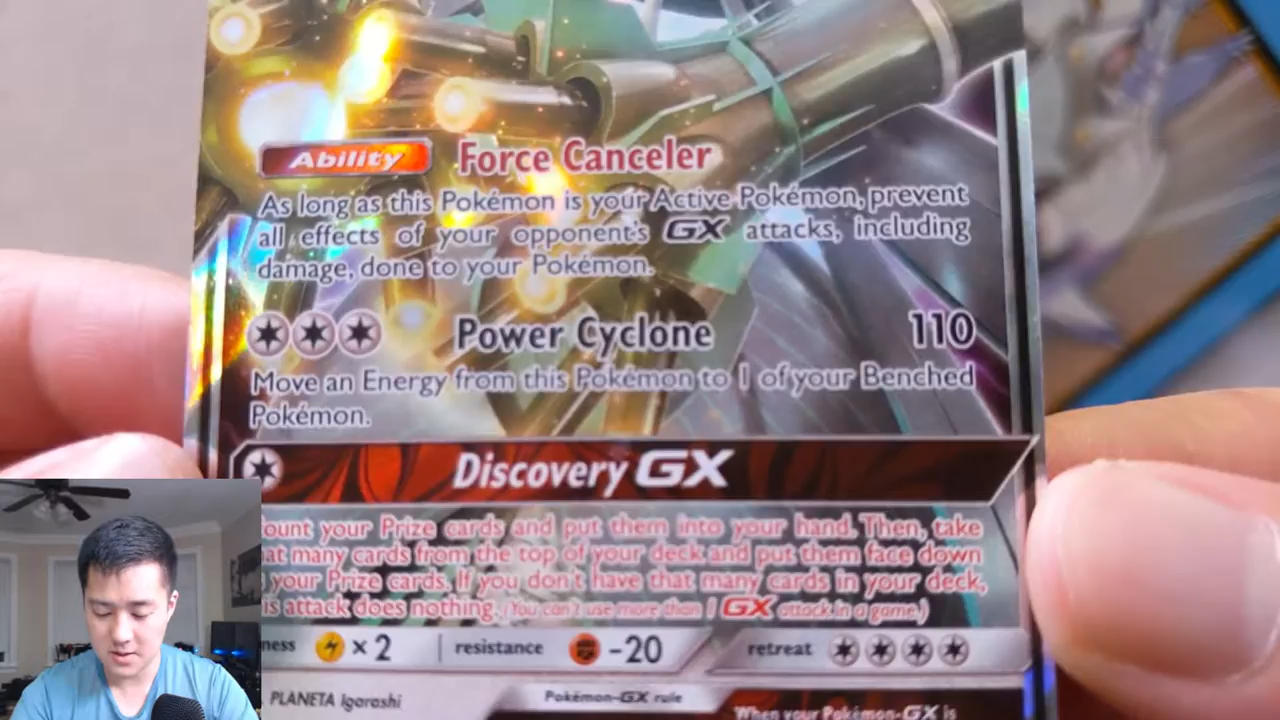 Ability Force Canceler
As long as this Pokémon is your Active Pokémon, prevent
all effects of your opponent's GX attacks, including
damage, done to your Pokémon.
Power Cyclone 110
Move an Energy from this Pokémon to 1 of your Benched
Pokémon.
Discovery GX
ount your Prize cards and put them into your hand. Then, take
at many cards from the top of your deck and put them face down
your Prize cards. If you don't have that many cards in your deck,
is attack does nothing. (You can't use more than 1 GX attack in a game.)
ness × 2 resistance -20 retreat
PLANETA Igarashi Pokémon-GX rule
When your Pokémon-GX is